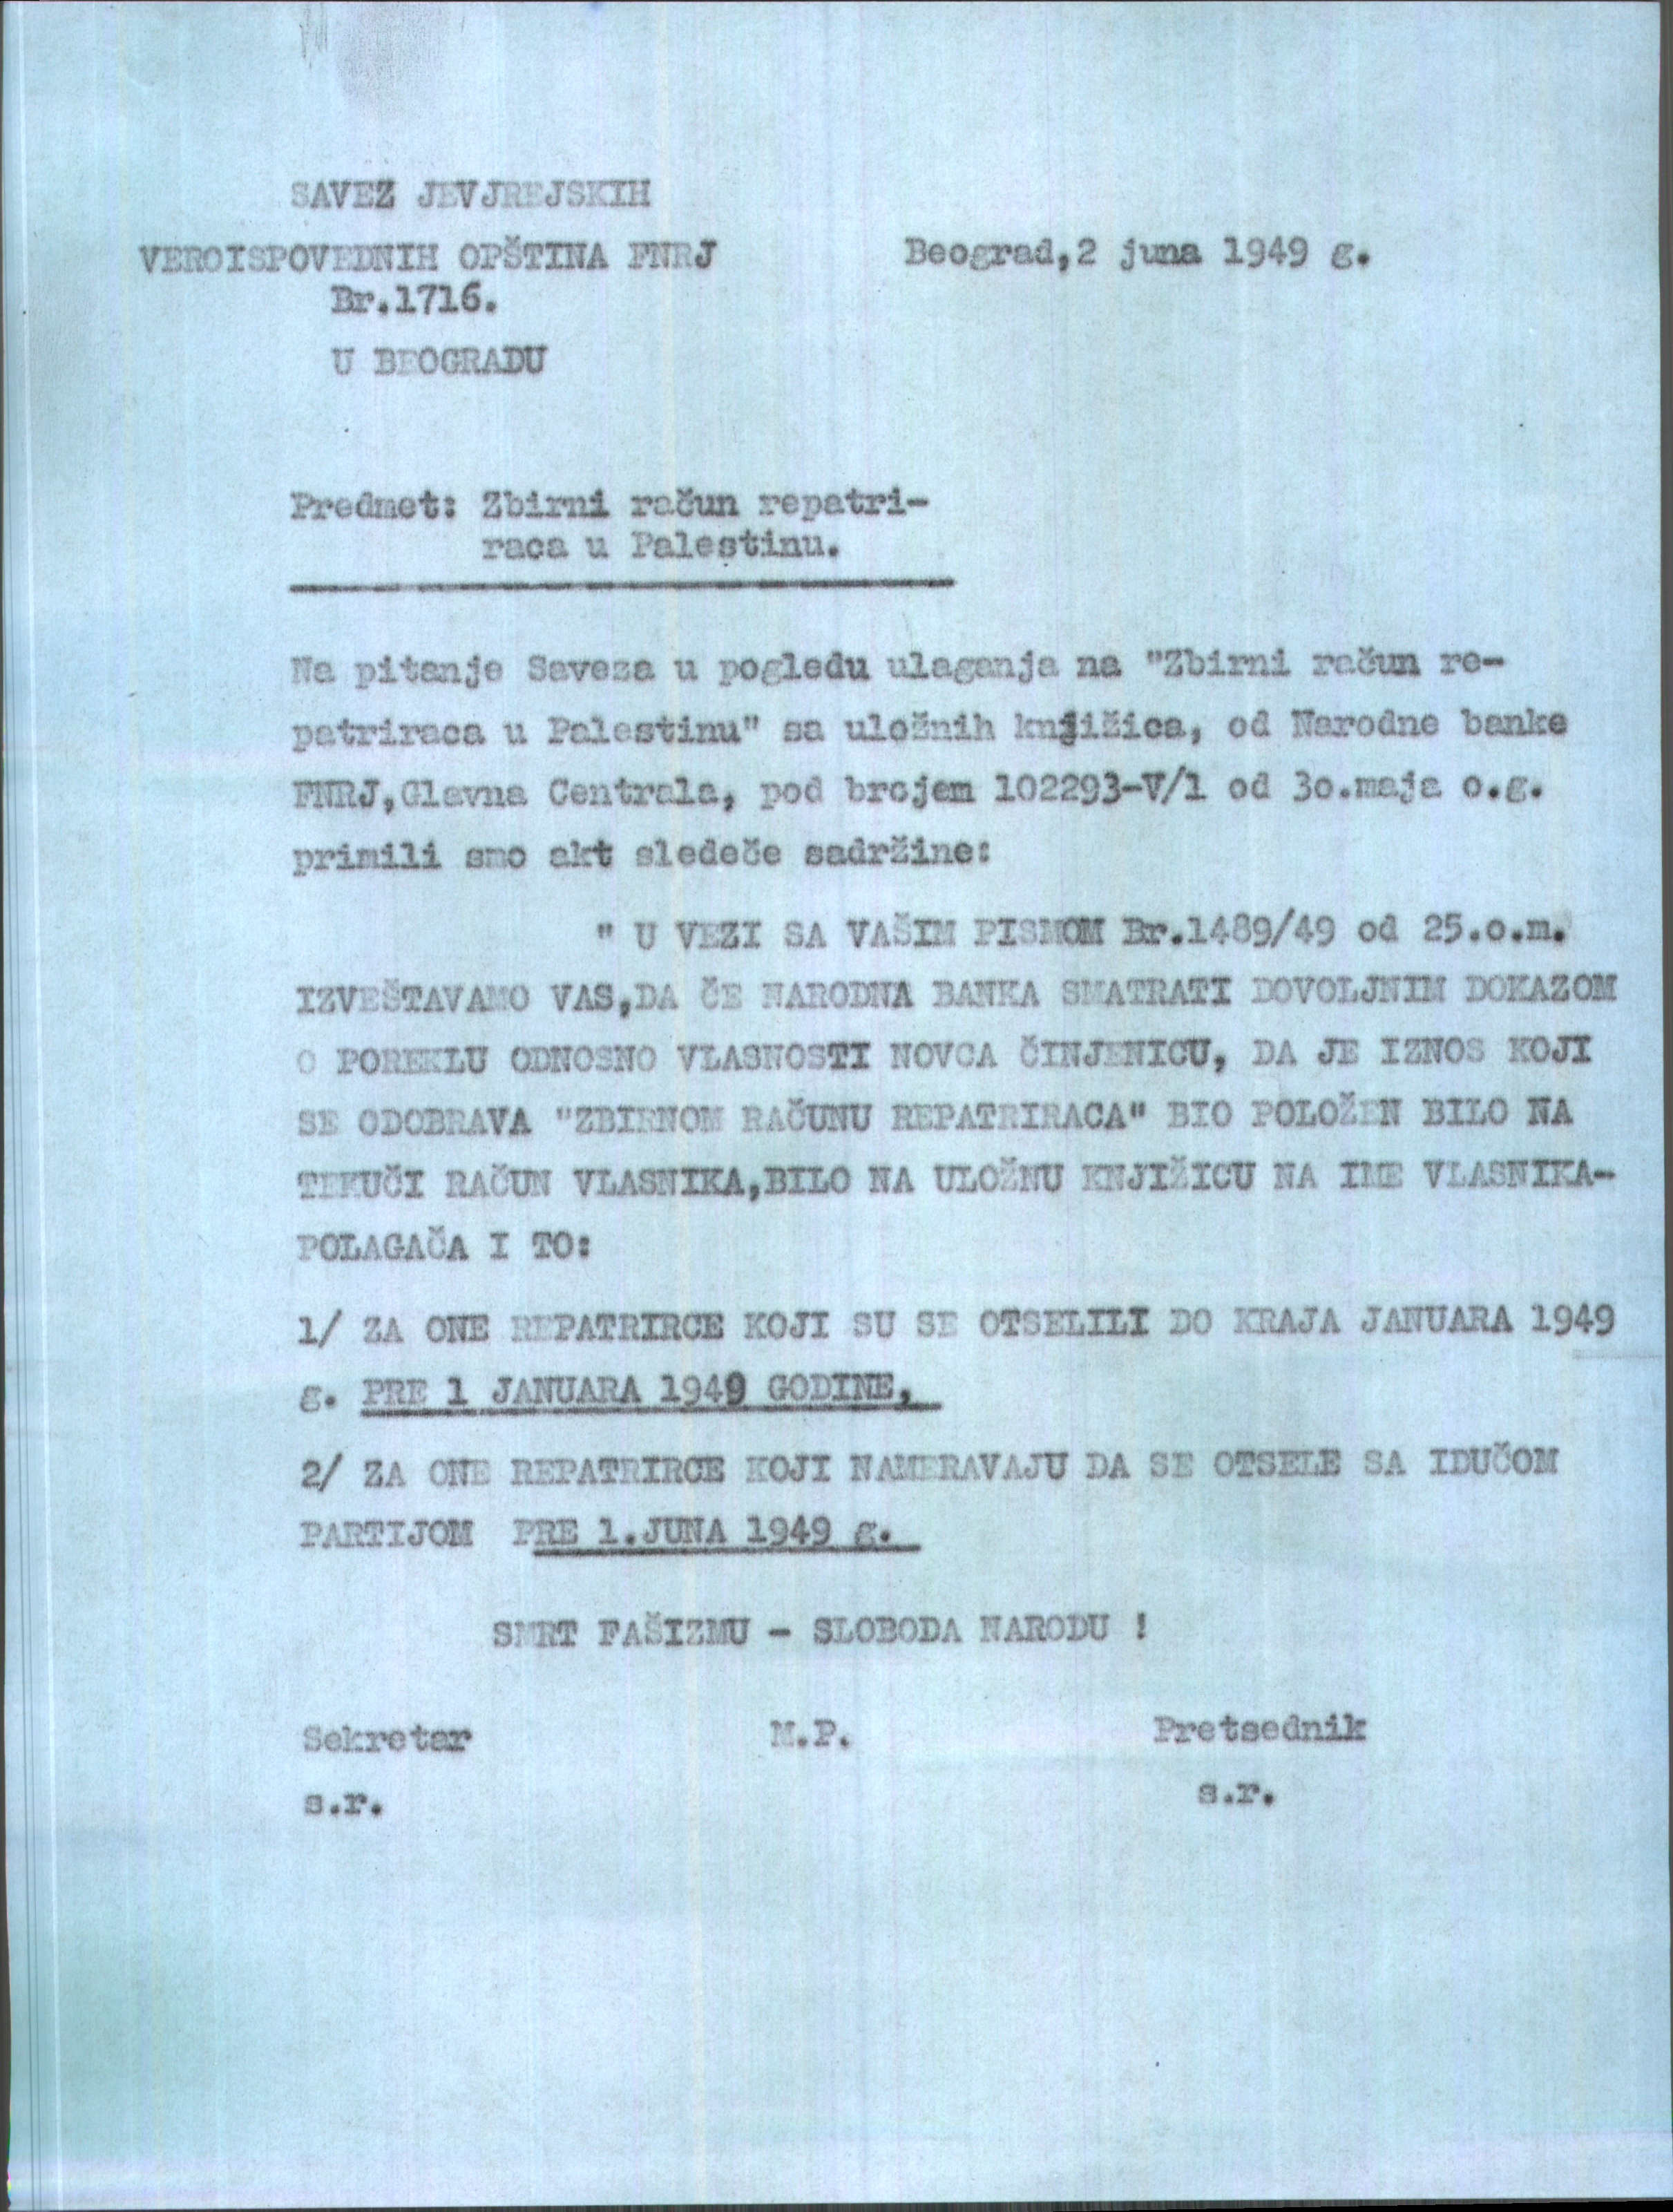 SAVEZ JEVJREJSKIH
VEROISPOVEDNIH OPŠTINA FNRJ
Beograd,2 juna 1949 g.
Br.1716.
U BEOGRADU
Predmet: Zbirni račun repatri-
raca u Palestinu.
Na pitanje Saveza u pogledu ulaganja na "Zbirni račun re-
patriraca u Palestinu" sa uložnih knjižica, od Narodne banke
FNRJ,Glavna Centrala, pod brojem 102293-V/1 od 3o.maja o.g.
primili smo akt sledeče sadržine:
" U VEZI SA VAŠIM PISMOM Br.1489/49 od 25.o.m.
IZVEŠTAVAMO VAS,DA ČE NARODNA BANKA SMATRATI DOVOLJNIM DOKAZOM
O POREKLU ODNOSNO VLASNOSTI NOVCA ČINJENICU, DA JE IZNOS KOJI
SE ODOBRAVA "ZBIRNOM RAČUNU REPATRIRACA" BIO POLOŽEN BILO NA
TEKUČI RAČUN VLASNIKA,BILO NA ULOŽNU KNJIŽICU NA IME VLASNIKA-
POLAGAČA I TO:
1/ ZA ONE REPATRIRCE KOJI SU SE OTSELILI DO KRAJA JANUARA 1949
g. PRE 1 JANUARA 1949 GODINE,
2/ ZA ONE REPATRIRCE KOJI NAMERAVAJU DA SE OTSELE SA IDUČOM
PARTIJOM PRE 1.JUNA 1949 g.
SMRT FAŠIZMU - SLOBODA NARODU !
Sekretar M.P. Pretsednik
s.r. s.r.